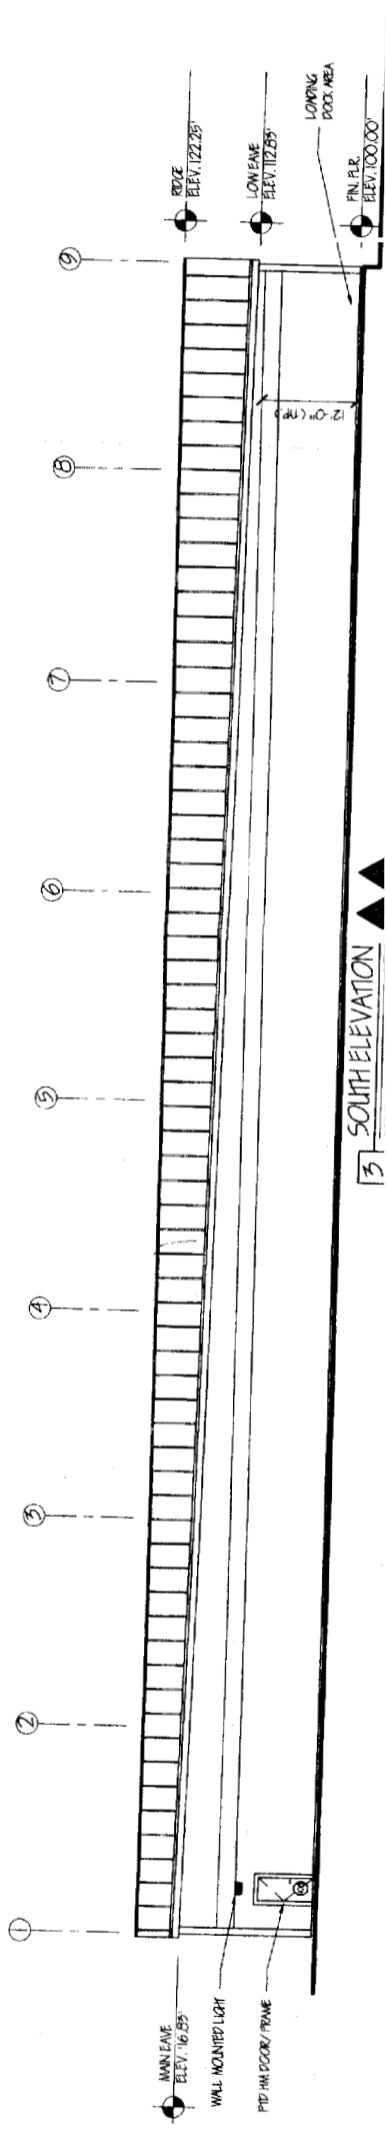 1
2
3
4
5
6
7
8
9
RIDGE
ELEV. 122.25'
LOW EAVE
ELEV. 112.83'
LOADING
DOCK AREA
FIN. FLR.
ELEV. 100.00'
12'-0" (TYP.)
MAIN EAVE
ELEV. 116.83'
WALL MOUNTED LIGHT
PTD HM DOOR / FRAME
3 SOUTH ELEVATION